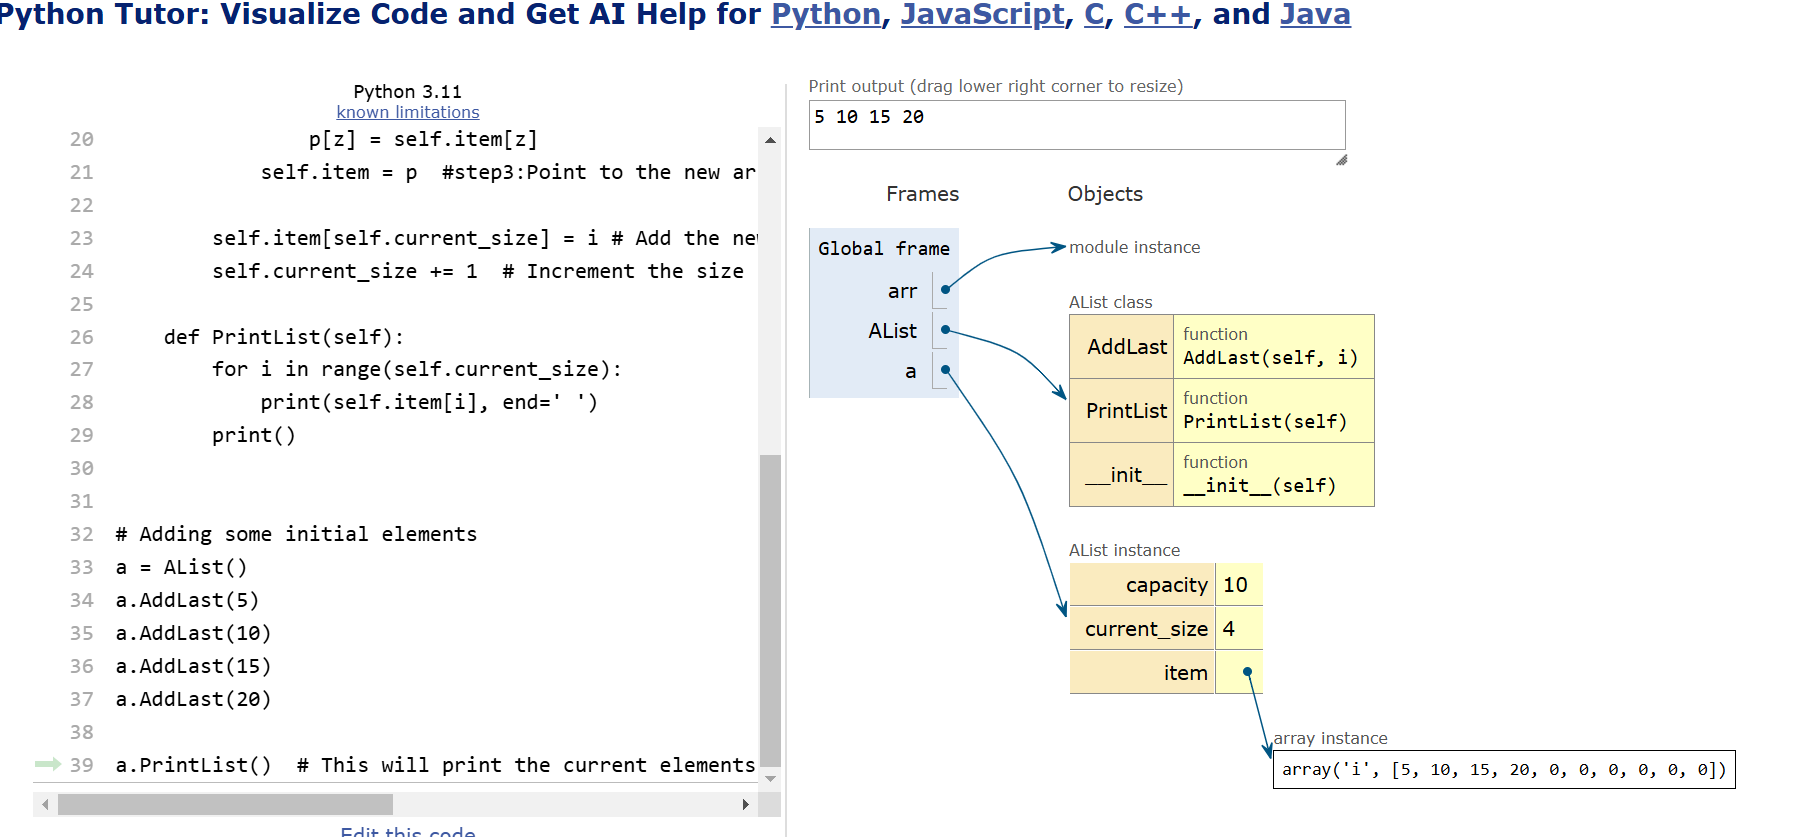 Python Tutor: Visualize Code and Get AI Help for Python, JavaScript, C, C++, and Java
Python 3.11
known limitations
20 p[z] = self.item[z]
21 self.item = p  #step3:Point to the new ar
22
23 self.item[self.current_size] = i # Add the ne
24 self.current_size += 1  # Increment the size
25
26 def PrintList(self):
27 for i in range(self.current_size):
28 print(self.item[i], end=' ')
29 print()
30
31
32 # Adding some initial elements
33 a = AList()
34 a.AddLast(5)
35 a.AddLast(10)
36 a.AddLast(15)
37 a.AddLast(20)
38
39 a.PrintList()  # This will print the current elements
Edit this code
Print output (drag lower right corner to resize)
5 10 15 20
Frames Objects
Global frame
arr
AList
a
module instance
AList class
AddLast function AddLast(self, i)
PrintList function PrintList(self)
__init__ function __init__(self)
AList instance
capacity 10
current_size 4
item
array instance
array('i', [5, 10, 15, 20, 0, 0, 0, 0, 0, 0])